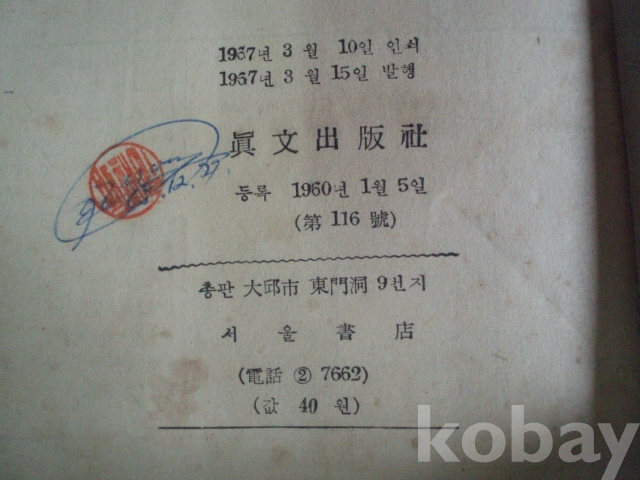 1967년 3월 10일 인쇄
1967년 3월 15일 발행
眞文出版社
등록 1960년 1월 5일
(第 116 號)
총판 大邱市 東門洞 9번지
서울書店
(電話 ② 7662)
(값 40 원)
kobay